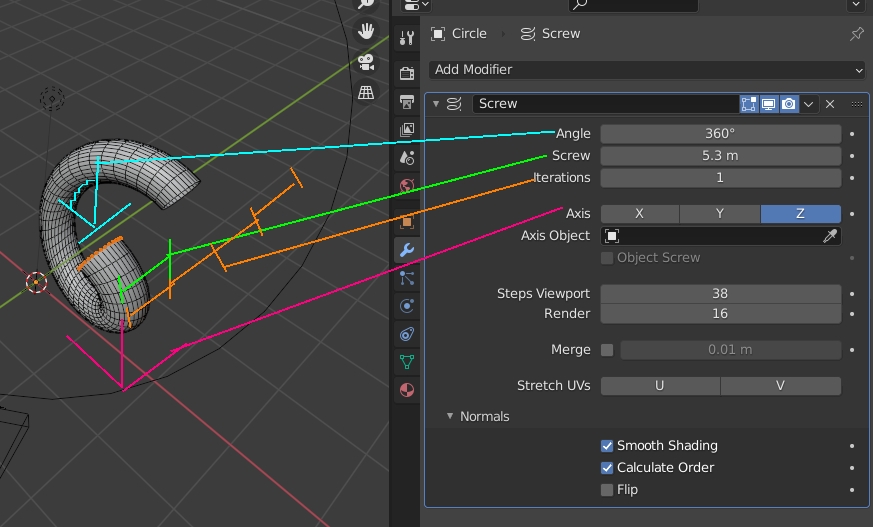 Circle › Screw
Add Modifier
Screw
Angle 360°
Screw 5.3 m
Iterations 1
Axis X Y Z
Axis Object
Object Screw
Steps Viewport 38
Render 16
Merge 0.01 m
Stretch UVs U V
Normals
Smooth Shading
Calculate Order
Flip